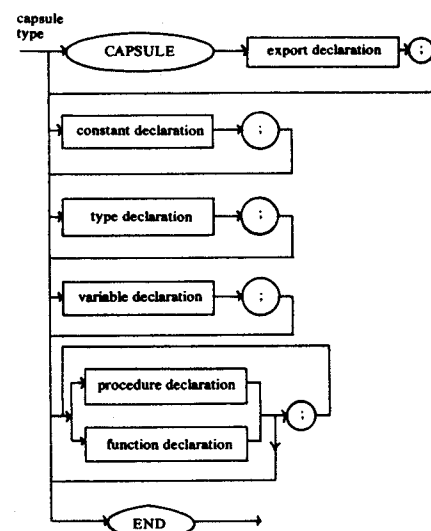 capsule
type
CAPSULE
export declaration
;
constant declaration
;
type declaration
;
variable declaration
;
procedure declaration
;
function declaration
END